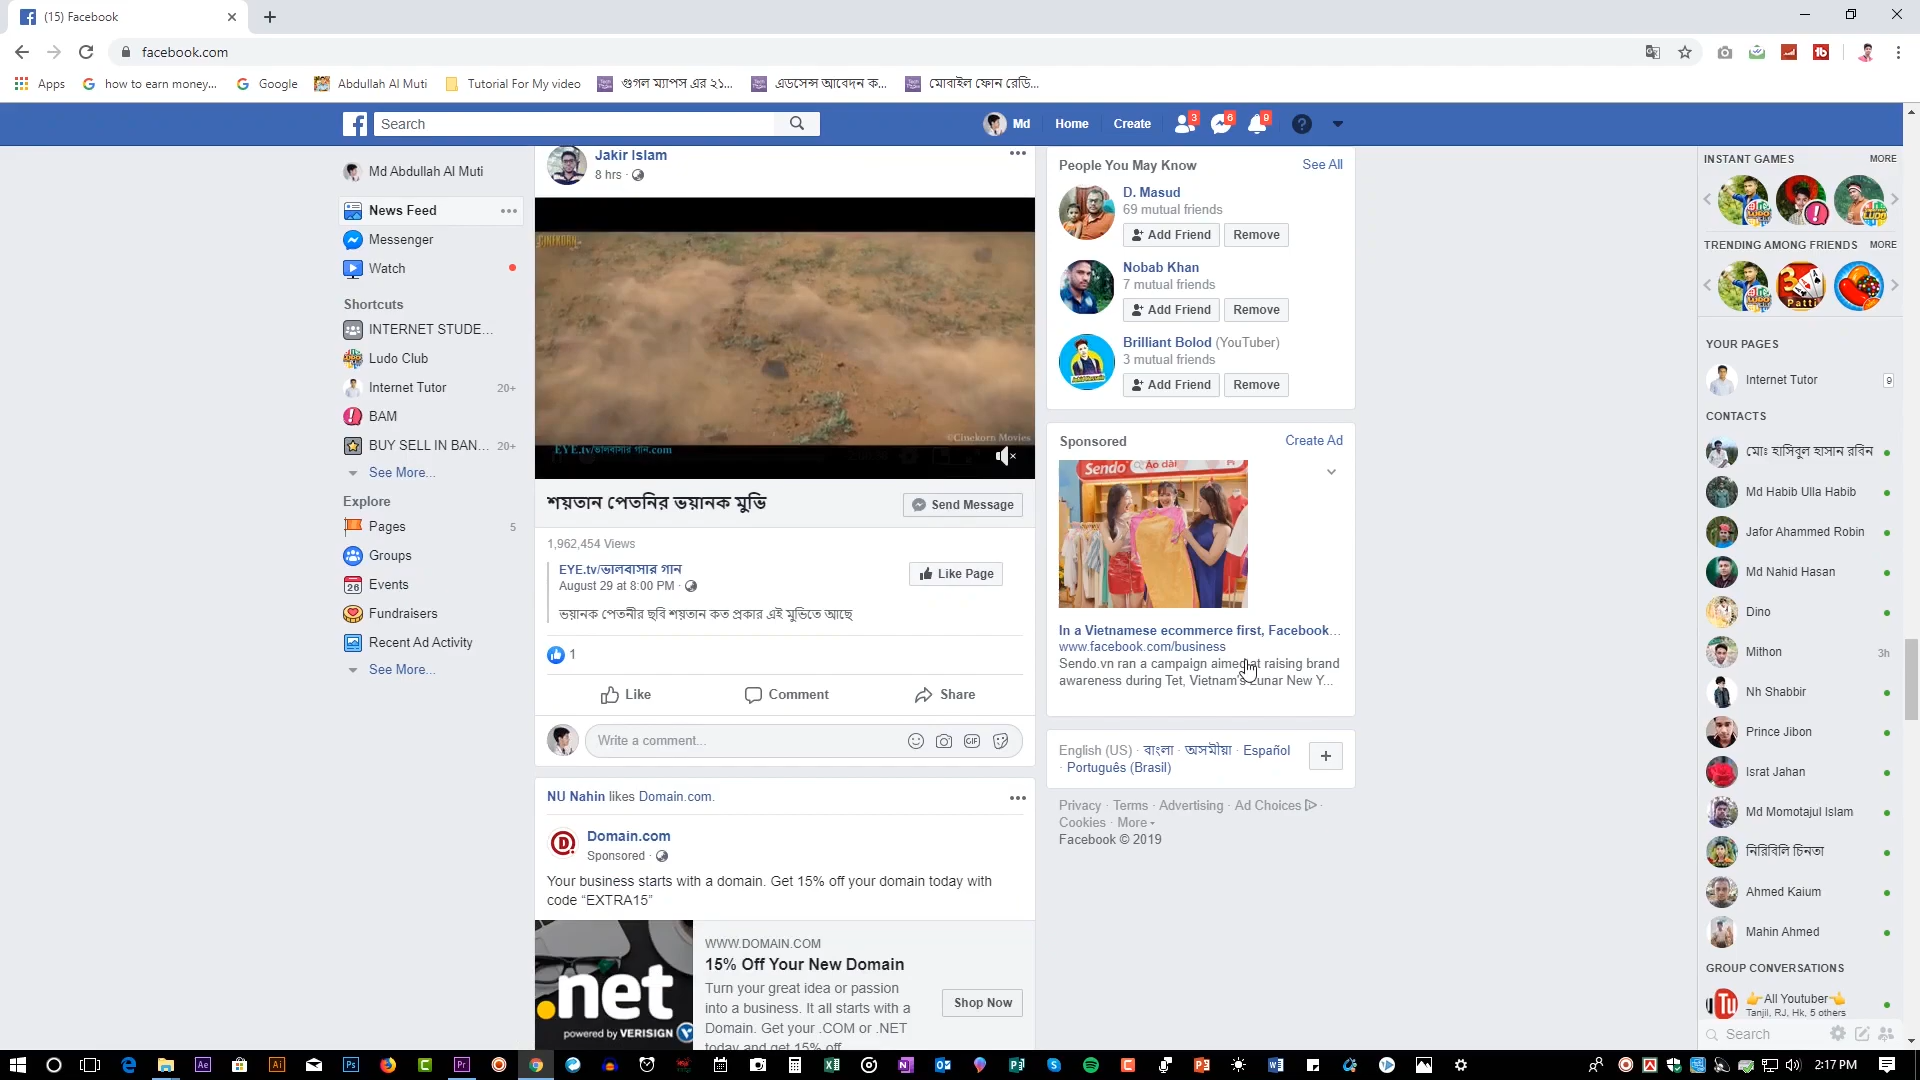 (15) Facebook
facebook.com
Apps
how to earn money...
Google
Abdullah Al Muti
Tutorial For My video
গুগল ম্যাপস এর ২১...
এডসেন্স আবেদন ক...
মোবাইল ফোন রেডি...
Search
Md
Home
Create
3
6
9
Md Abdullah Al Muti
News Feed
Messenger
Watch
Shortcuts
INTERNET STUDE...
Ludo Club
Internet Tutor 20+
BAM
BUY SELL IN BAN... 20+
See More...
Explore
Pages 5
Groups
Events
Fundraisers
Recent Ad Activity
See More...
Jakir Islam
8 hrs ·
CINEKORN
©Cinekorn Movies
EYE.tv/ভালবাসার গান.com
শয়তান পেতনির ভয়ানক মুভি
Send Message
1,962,454 Views
EYE.tv/ভালবাসার গান
August 29 at 8:00 PM ·
Like Page
ভয়ানক পেতনীর ছবি শয়তান কত প্রকার এই মুভিতে আছে
1
Like
Comment
Share
Write a comment...
GIF
NU Nahin likes Domain.com.
Domain.com
Sponsored ·
Your business starts with a domain. Get 15% off your domain today with
code “EXTRA15”
.net
powered by VERISIGN
WWW.DOMAIN.COM
15% Off Your New Domain
Turn your great idea or passion
into a business. It all starts with a
Domain. Get your .COM or .NET
today and get 15% off
Shop Now
People You May Know
See All
D. Masud
69 mutual friends
Add Friend
Remove
Nobab Khan
7 mutual friends
Add Friend
Remove
Brilliant Bolod (YouTuber)
3 mutual friends
Add Friend
Remove
Sponsored
Create Ad
Sendo
Áo dài
In a Vietnamese ecommerce first, Facebook...
www.facebook.com/business
Sendo.vn ran a campaign aimed at raising brand
awareness during Tet, Vietnam's Lunar New Y...
English (US) · বাংলা · অসমীয়া · Español
· Português (Brasil)
Privacy · Terms · Advertising · Ad Choices ·
Cookies · More
Facebook © 2019
INSTANT GAMES
MORE
TRENDING AMONG FRIENDS
MORE
3 Patti
YOUR PAGES
Internet Tutor 9
CONTACTS
মোঃ হাসিবুল হাসান রবিন
Md Habib Ulla Habib
Jafor Ahammed Robin
Md Nahid Hasan
Dino
Mithon 3h
Nh Shabbir
Prince Jibon
Israt Jahan
Md Momotajul Islam
নিরিবিলি চিনতা
Ahmed Kaium
Mahin Ahmed
GROUP CONVERSATIONS
👉All Youtuber👈
Tanjil, RJ, Hk, 5 others
Search
2:17 PM